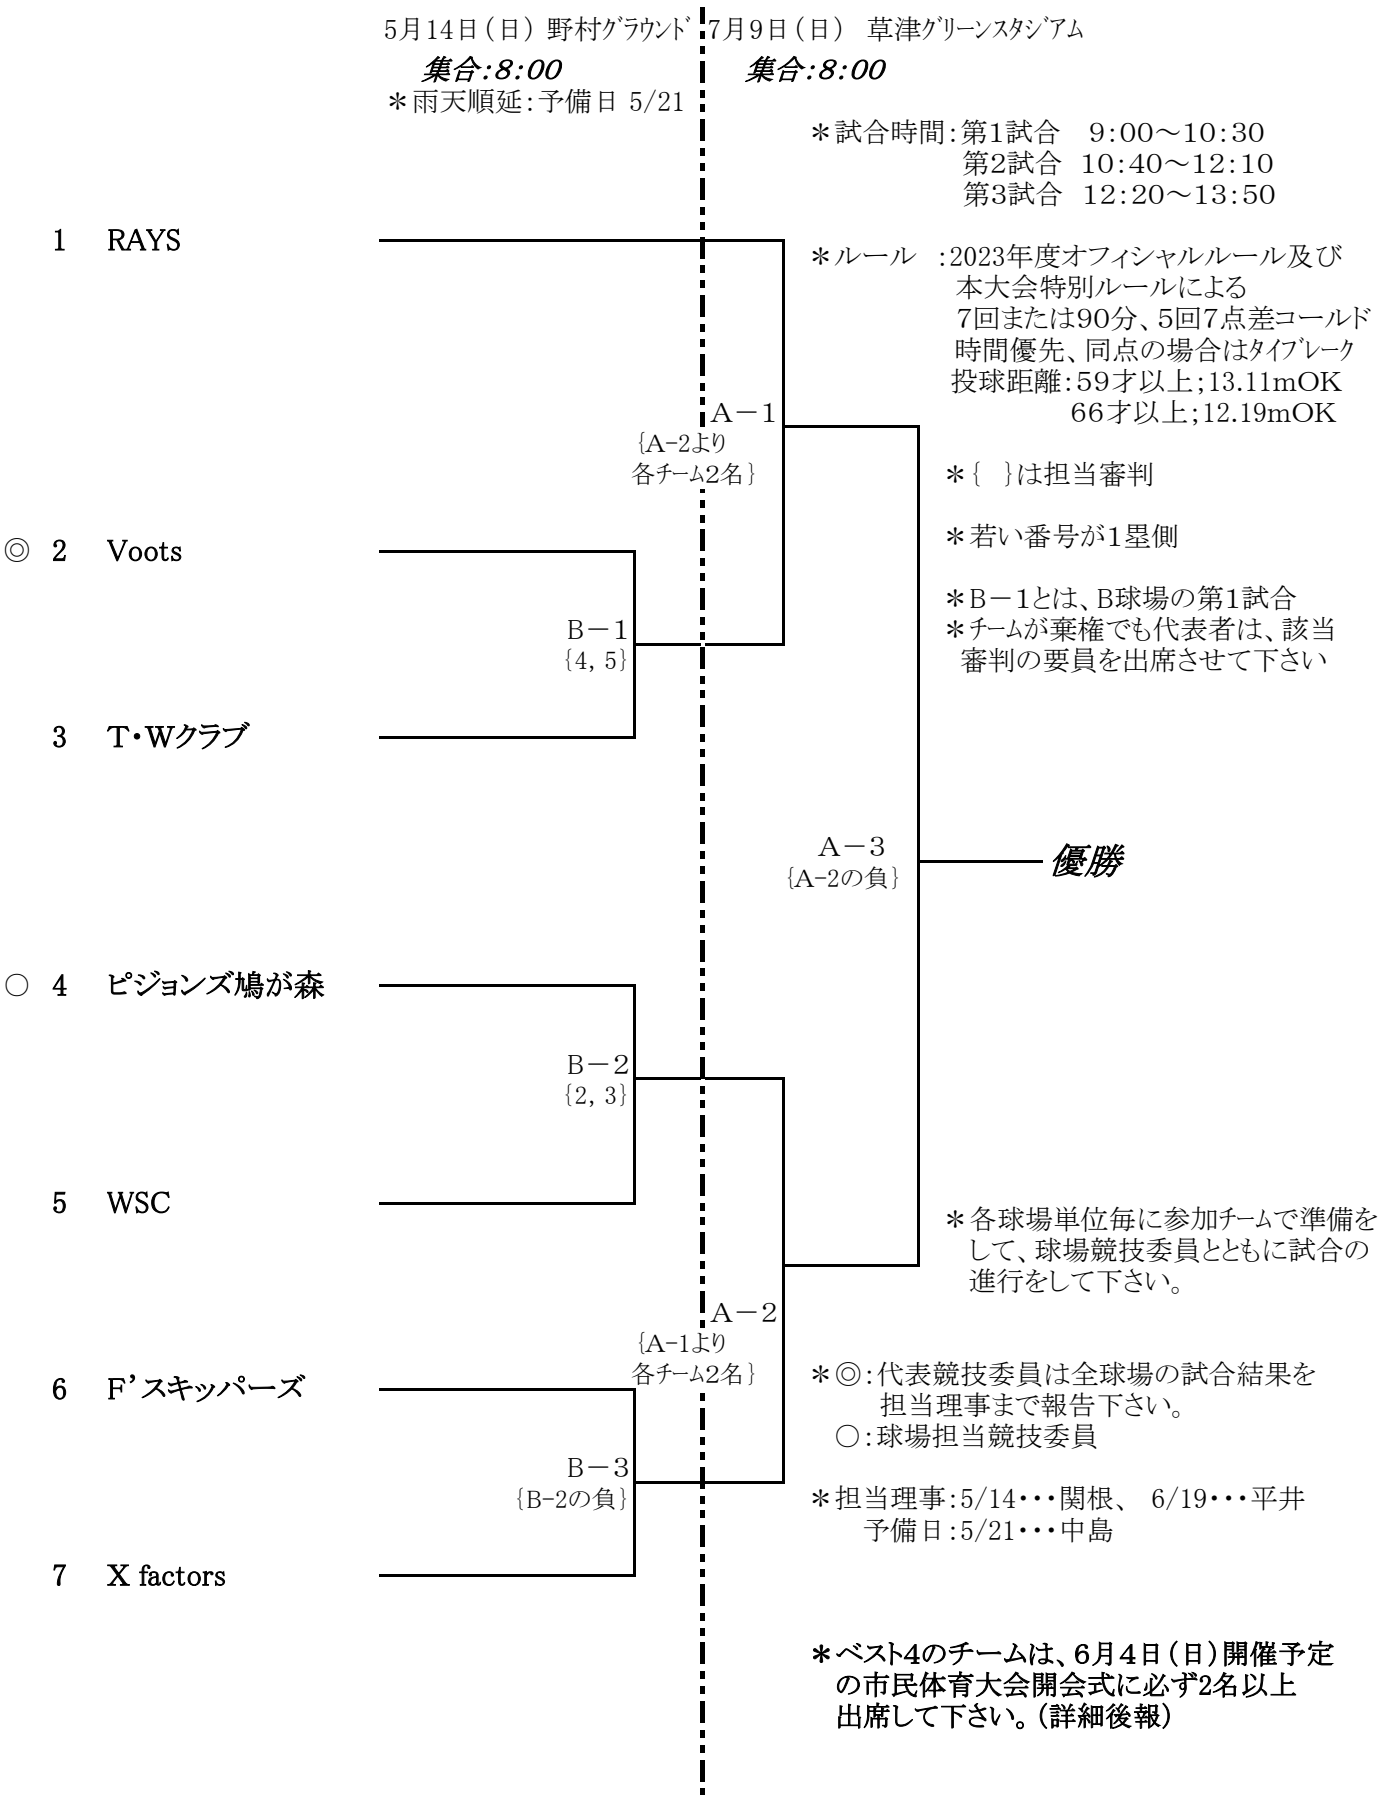 5月14日（日） 野村ｸﾞﾗｳﾝﾄﾞ
7月9日（日） 草津ｸﾞﾘｰﾝｽﾀｼﾞｱﾑ
集合：8：00
集合：8：00
＊雨天順延：予備日 5/21
＊試合時間：第１試合 9：00～10：30
第２試合 10：40～12：10
第３試合 12：20～13：50
1 RAYS
＊ルール ：2023年度オフィシャルルール及び
本大会特別ルールによる
７回または９０分、５回７点差コールド
時間優先、同点の場合はﾀｲﾌﾞﾚｰｸ
投球距離：５９才以上；13.11ｍOK
６６才以上；12.19ｍOK
Ａ－１
{A-2より
各ﾁｰﾑ2名}
＊{ }は担当審判
＊若い番号が１塁側
◎ 2 Voots
＊Ｂ－１とは、Ｂ球場の第１試合
＊ﾁｰﾑが棄権でも代表者は、該当
審判の要員を出席させて下さい
Ｂ－１
{4, 5}
3 Ｔ・Ｗクラブ
Ａ－３
{A-2の負}
優勝
○ 4 ピジョンズ鳩が森
Ｂ－２
{2, 3}
5 WSC
＊各球場単位毎に参加ﾁｰﾑで準備を
して、球場競技委員とともに試合の
進行をして下さい。
Ａ－２
{A-1より
各ﾁｰﾑ2名}
6 Ｆ’スキッパーズ
＊◎：代表競技委員は全球場の試合結果を
担当理事まで報告下さい。
○：球場担当競技委員
Ｂ－３
{B-2の負}
＊担当理事：5/14・・・関根、 6/19・・・平井
予備日：5/21・・・中島
7 X factors
＊ベスト4のチームは、６月４日（日）開催予定
の市民体育大会開会式に必ず2名以上
出席して下さい。（詳細後報）